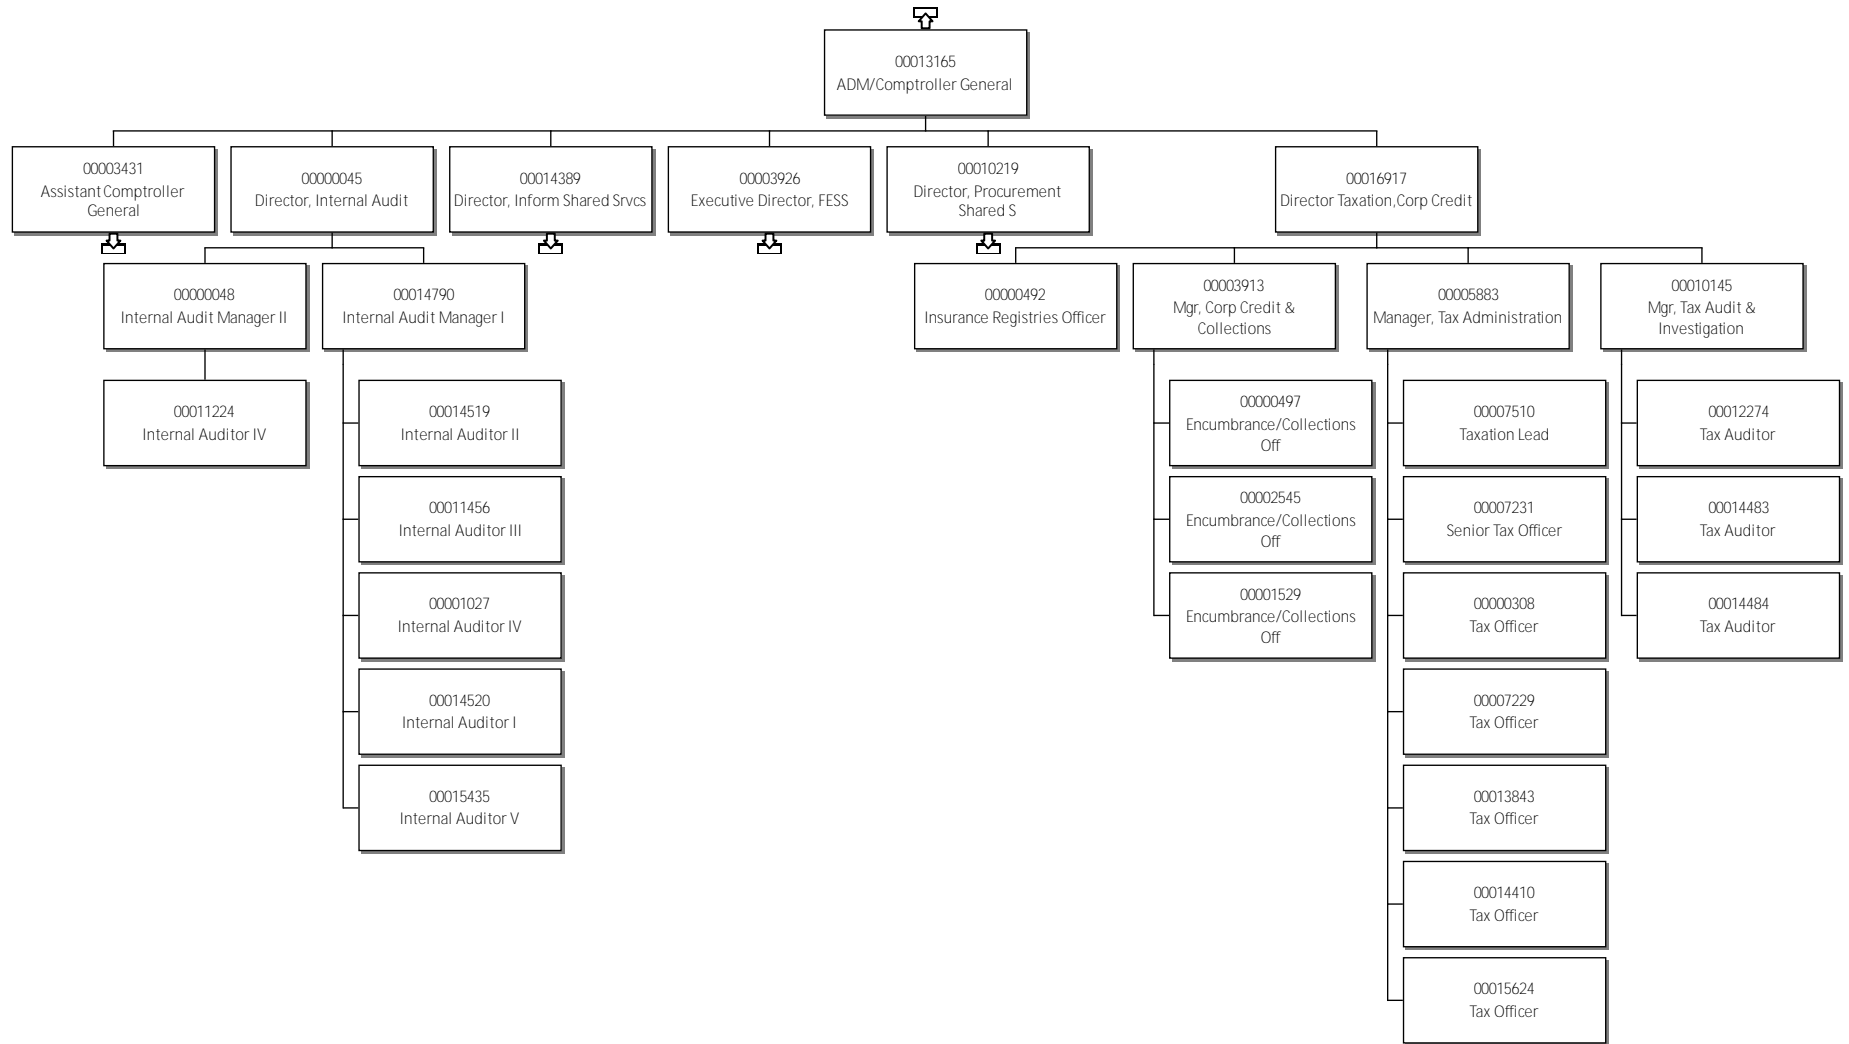 00013165
ADM/Comptroller General
00003431
Assistant Comptroller
General
00000045
Director, Internal Audit
00014389
Director, Inform Shared Srvcs
00003926
Executive Director, FESS
00010219
Director, Procurement
Shared S
00016917
Director Taxation,Corp Credit
00000048
Internal Audit Manager II
00014790
Internal Audit Manager I
00000492
Insurance Registries Officer
00003913
Mgr, Corp Credit &
Collections
00005883
Manager, Tax Administration
00010145
Mgr, Tax Audit &
Investigation
00011224
Internal Auditor IV
00014519
Internal Auditor II
00011456
Internal Auditor III
00001027
Internal Auditor IV
00014520
Internal Auditor I
00015435
Internal Auditor V
00000497
Encumbrance/Collections
Off
00002545
Encumbrance/Collections
Off
00001529
Encumbrance/Collections
Off
00007510
Taxation Lead
00007231
Senior Tax Officer
00000308
Tax Officer
00007229
Tax Officer
00013843
Tax Officer
00014410
Tax Officer
00015624
Tax Officer
00012274
Tax Auditor
00014483
Tax Auditor
00014484
Tax Auditor